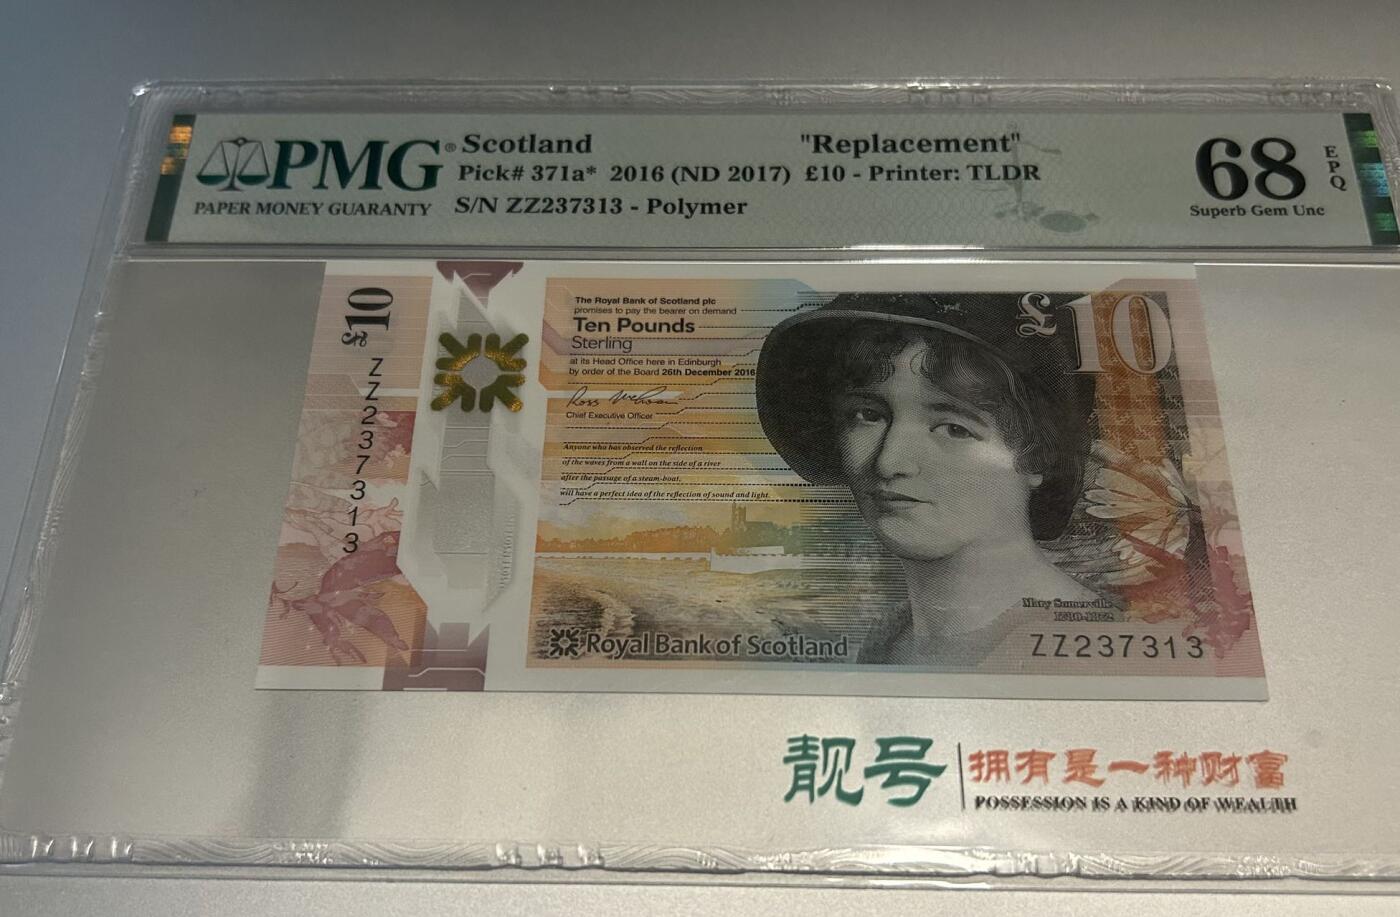 PMG®
PAPER MONEY GUARANTY
Scotland "Replacement"
Pick# 371a* 2016 (ND 2017) £10 - Printer: TLDR
S/N ZZ237313 - Polymer
68 EPQ
Superb Gem Unc
£10
ZZ237313
The Royal Bank of Scotland plc
promises to pay the bearer on demand
Ten Pounds
Sterling
at its Head Office here in Edinburgh
by order of the Board 26th December 2016
Ross McEwan
Chief Executive Officer
Anyone who has observed the reflection
of the waves from a wall on the side of a river
after the passage of a steam-boat,
will have a perfect idea of the reflection of sound and light.
£10
Mary Somerville
1780-1872
Royal Bank of Scotland
ZZ237313
靓号
拥有是一种财富
POSSESSION IS A KIND OF WEALTH